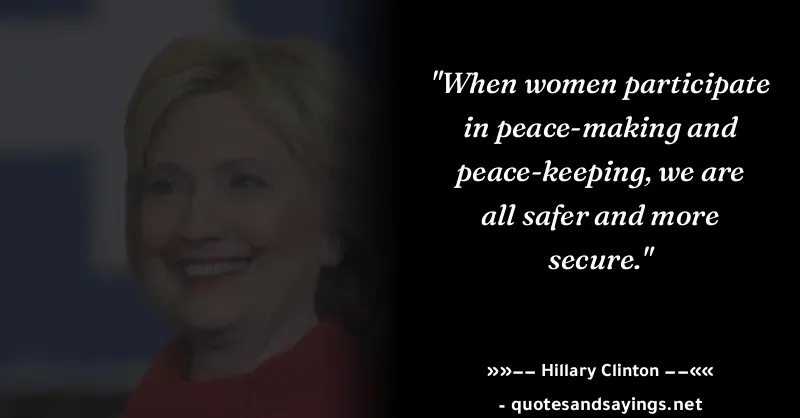 "When women participate
in peace-making and
peace-keeping, we are
all safer and more
secure."
»»−− Hillary Clinton −−««
- quotesandsayings.net